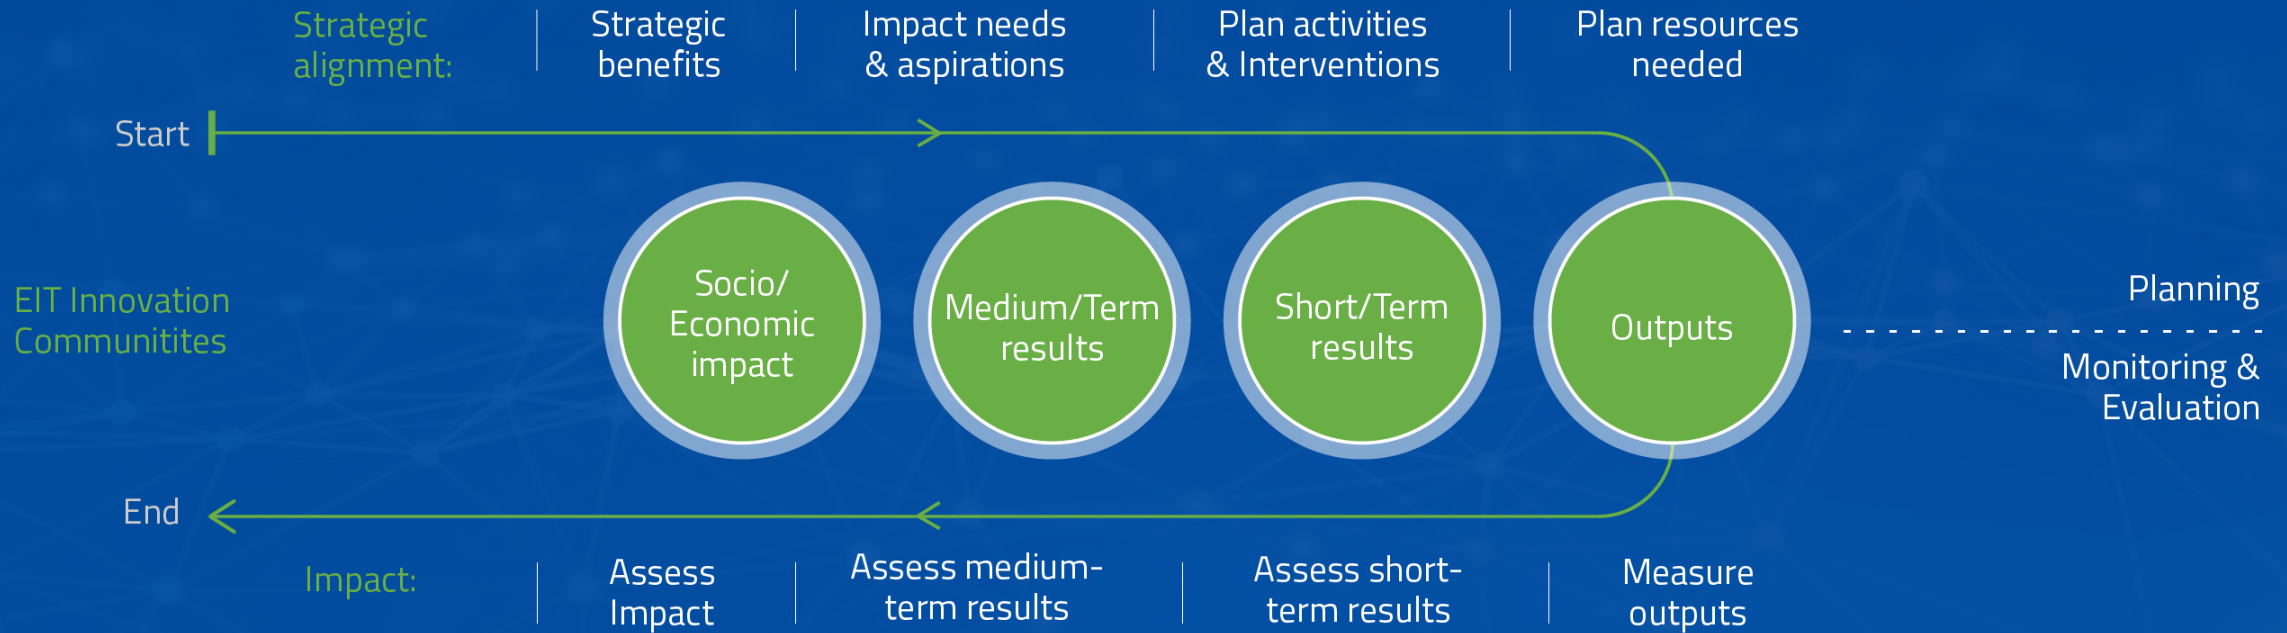 Strategic
alignment:
Strategic
benefits
Impact needs
& aspirations
Plan activities
& Interventions
Plan resources
needed
Start
EIT Innovation
Communitites
Socio/
Economic
impact
Medium/Term
results
Short/Term
results
Outputs
Planning
Monitoring &
Evaluation
End
Impact:
Assess
Impact
Assess medium-
term results
Assess short-
term results
Measure
outputs